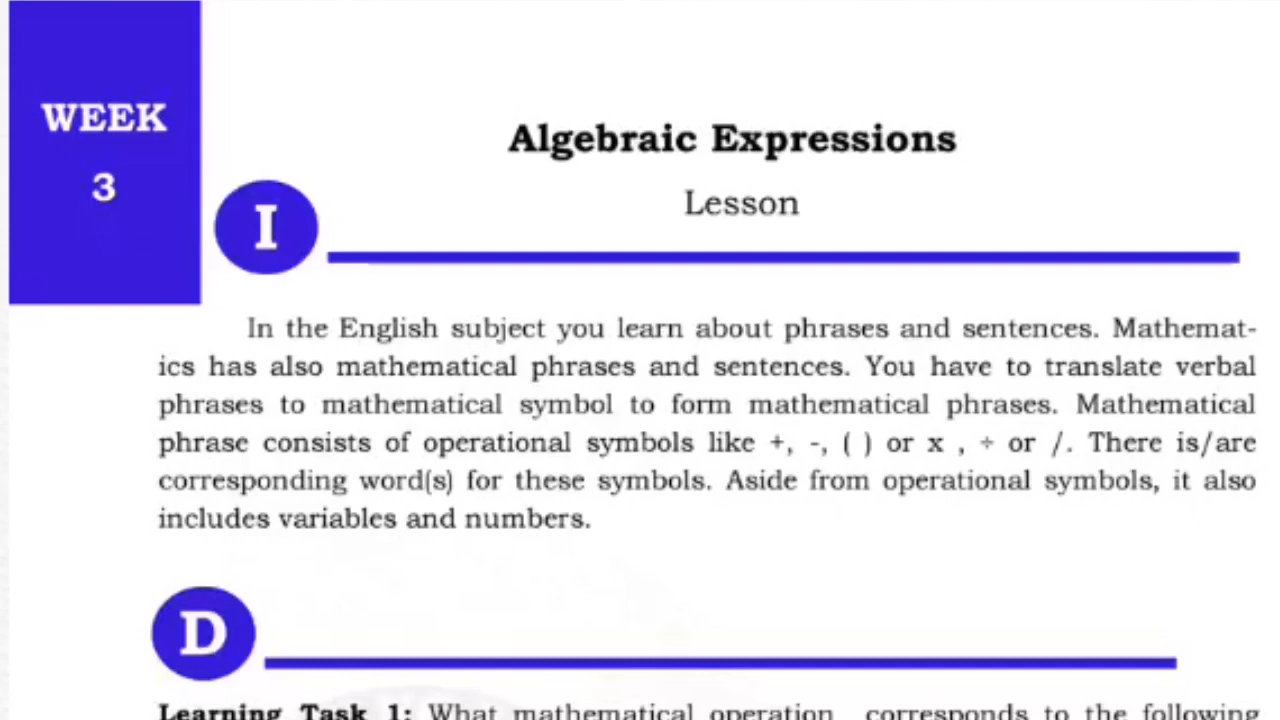 WEEK
3
Algebraic Expressions
Lesson
I
In the English subject you learn about phrases and sentences. Mathemat-
ics has also mathematical phrases and sentences. You have to translate verbal
phrases to mathematical symbol to form mathematical phrases. Mathematical
phrase consists of operational symbols like +, -, ( ) or x , ÷ or /. There is/are
corresponding word(s) for these symbols. Aside from operational symbols, it also
includes variables and numbers.
D
Learning Task 1: What mathematical operation corresponds to the following